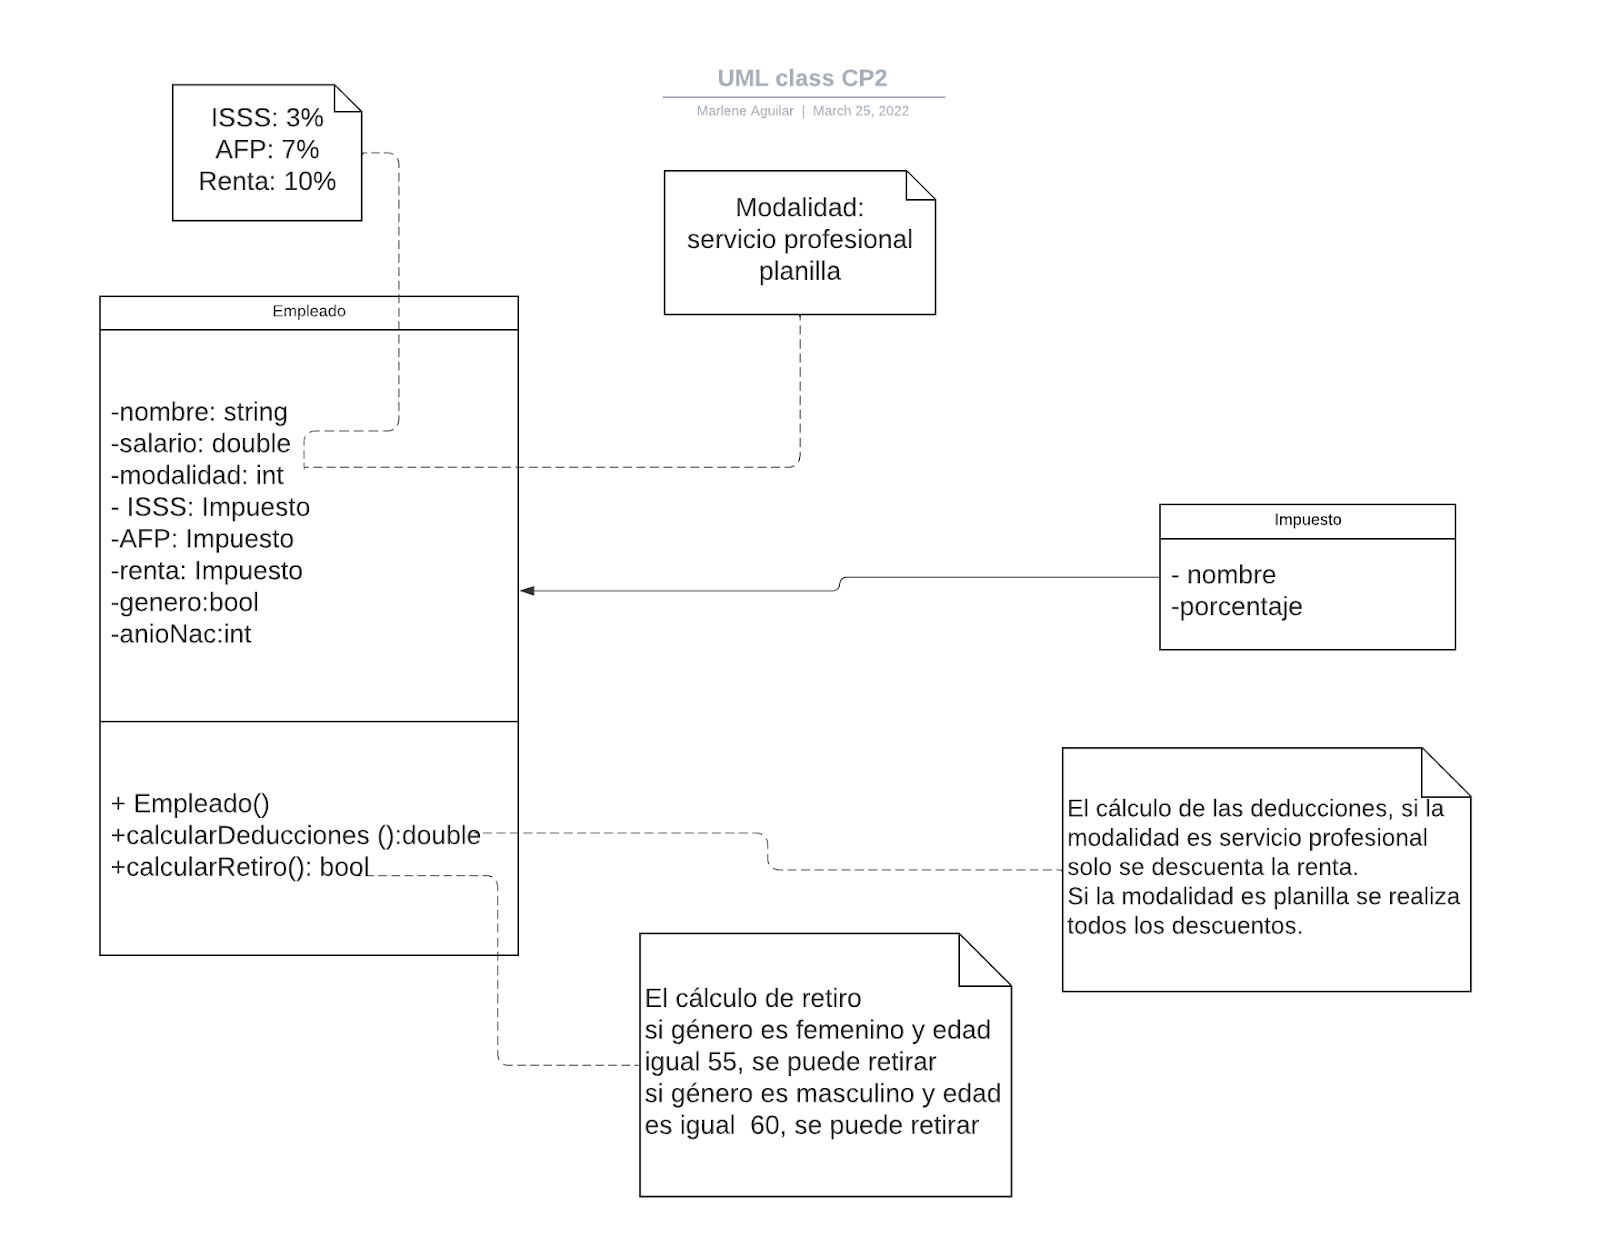 UML class CP2
Marlene Aguilar | March 25, 2022
ISSS: 3%
AFP: 7%
Renta: 10%
Modalidad:
servicio profesional
planilla
Empleado
-nombre: string
-salario: double
-modalidad: int
- ISSS: Impuesto
-AFP: Impuesto
-renta: Impuesto
-genero:bool
-anioNac:int
+ Empleado()
+calcularDeducciones ():double
+calcularRetiro(): bool
Impuesto
- nombre
-porcentaje
El cálculo de las deducciones, si la
modalidad es servicio profesional
solo se descuenta la renta.
Si la modalidad es planilla se realiza
todos los descuentos.
El cálculo de retiro
si género es femenino y edad
igual 55, se puede retirar
si género es masculino y edad
es igual  60, se puede retirar